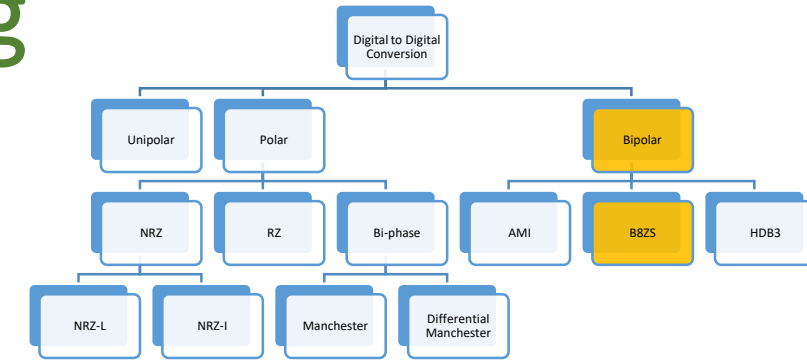 g
Digital to Digital
Conversion
Unipolar
Polar
Bipolar
NRZ
RZ
Bi-phase
AMI
B8ZS
HDB3
NRZ-L
NRZ-I
Manchester
Differential
Manchester